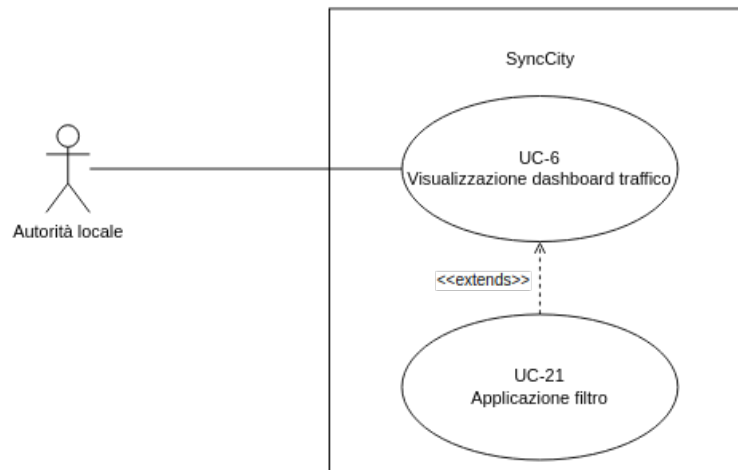 SyncCity
UC-6
Visualizzazione dashboard traffico
Autorità locale
<<extends>>
UC-21
Applicazione filtro